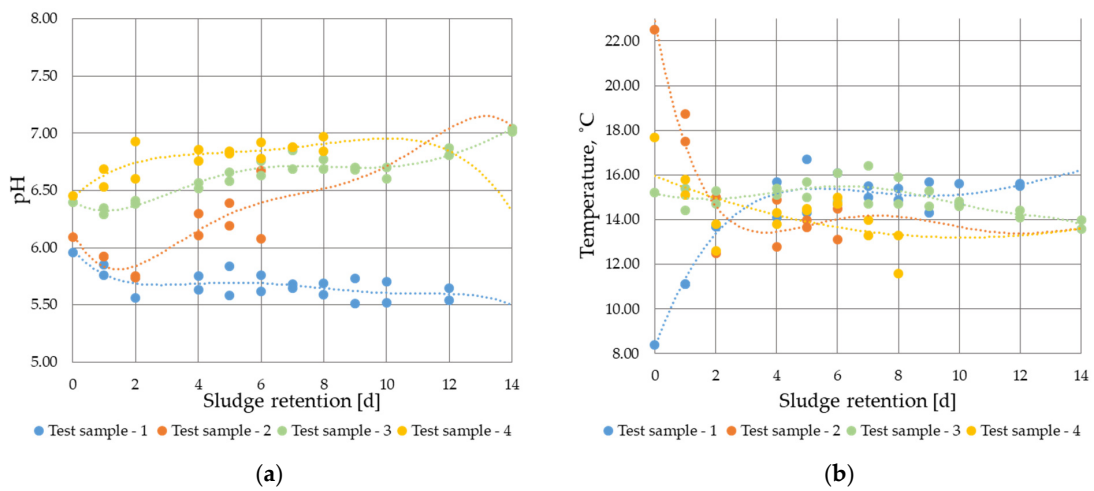 8.00
7.50
7.00
6.50
6.00
5.50
5.00
pH
0 2 4 6 8 10 12 14
Sludge retention [d]
Test sample - 1 Test sample - 2 Test sample - 3 Test sample - 4
(a)
22.00
20.00
18.00
16.00
14.00
12.00
10.00
8.00
Temperature, °C
0 2 4 6 8 10 12 14
Sludge retention [d]
Test sample - 1 Test sample - 2 Test sample - 3 Test sample - 4
(b)